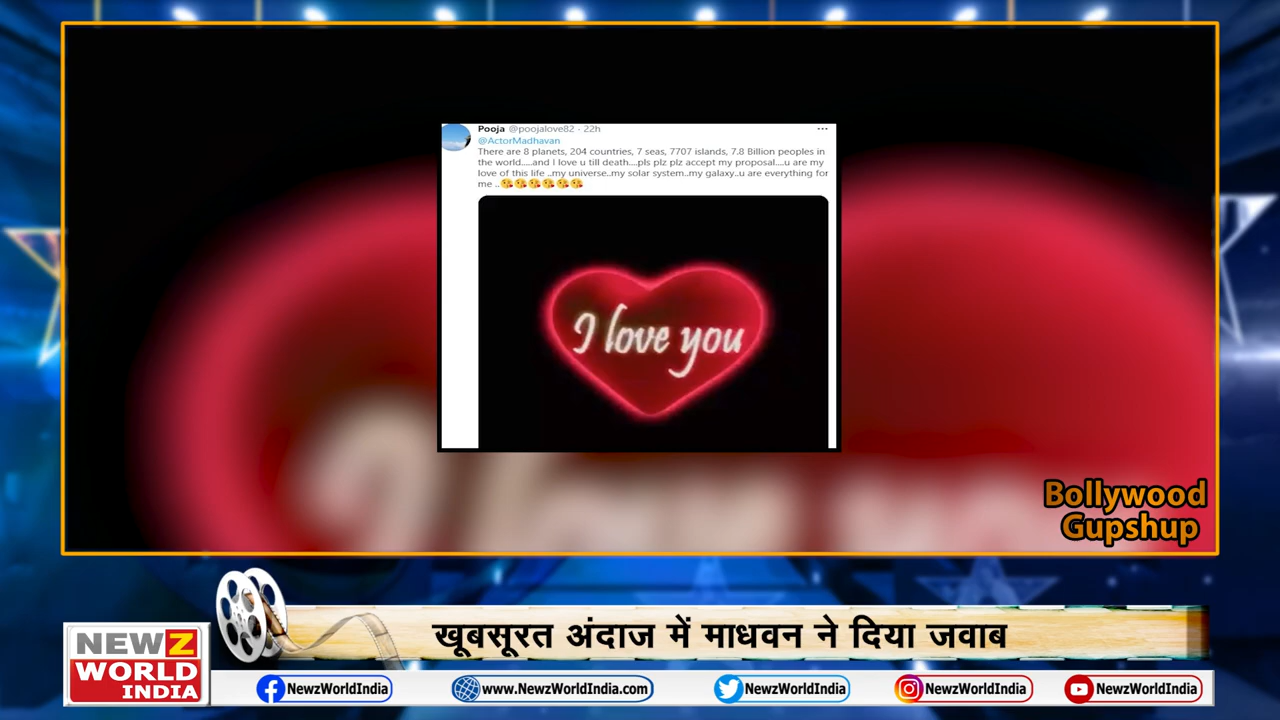 Pooja @poojalove82 · 22h
@ActorMadhavan
There are 8 planets, 204 countries, 7 seas, 7707 islands, 7.8 Billion peoples in
the world.....and I love u till death....pls plz plz accept my proposal....u are my
love of this life ..my universe..my solar system..my galaxy..u are everything for
me ..😘😘😘😘😘😘
I love you
Bollywood
Gupshup
खूबसूरत अंदाज में माधवन ने दिया जवाब
NEWZ
WORLD
INDIA
NewzWorldIndia
www.NewzWorldIndia.com
NewzWorldIndia
NewzWorldIndia
NewzWorldIndia